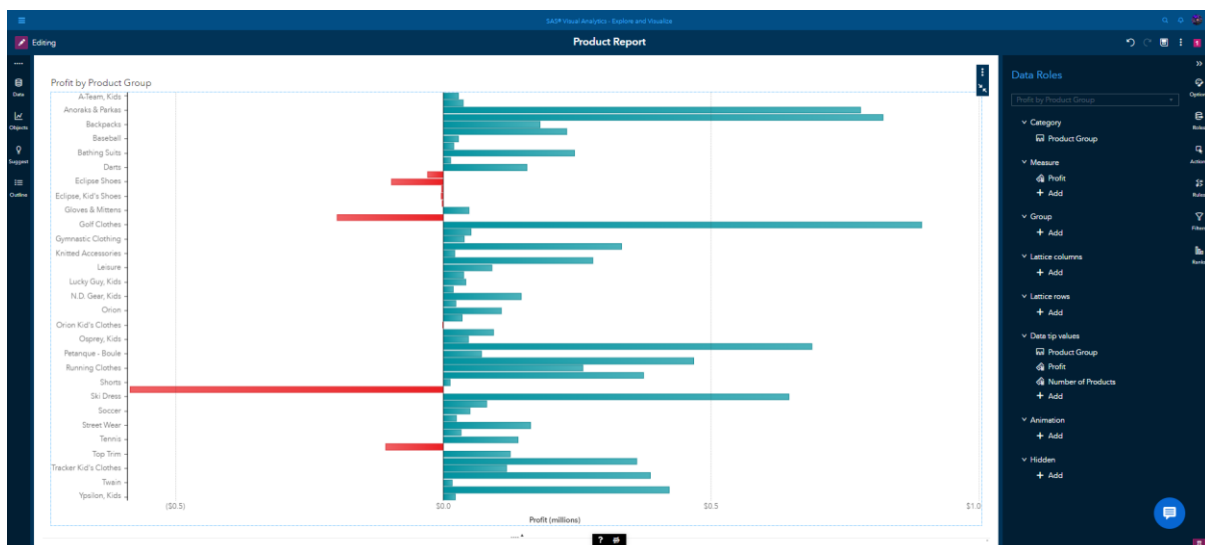 SAS® Visual Analytics - Explore and Visualize
Editing
Product Report
1
Data
Objects
Suggest
Outline
Profit by Product Group
A-Team, Kids
Anoraks & Parkas
Backpacks
Baseball
Bathing Suits
Darts
Eclipse Shoes
Eclipse, Kid's Shoes
Gloves & Mittens
Golf Clothes
Gymnastic Clothing
Knitted Accessories
Leisure
Lucky Guy, Kids
N.D. Gear, Kids
Orion
Orion Kid's Clothes
Osprey, Kids
Petanque - Boule
Running Clothes
Shorts
Ski Dress
Soccer
Street Wear
Tennis
Top Trim
Tracker Kid's Clothes
Twain
Ypsilon, Kids
($0.5) $0.0 $0.5 $1.0
Profit (millions)
?
Data Roles
Profit by Product Group
Category
Product Group
Measure
Profit
+ Add
Group
+ Add
Lattice columns
+ Add
Lattice rows
+ Add
Data tip values
Product Group
Profit
Number of Products
+ Add
Animation
+ Add
Hidden
+ Add
Option
Roles
Action
Rules
Filters
Ranks